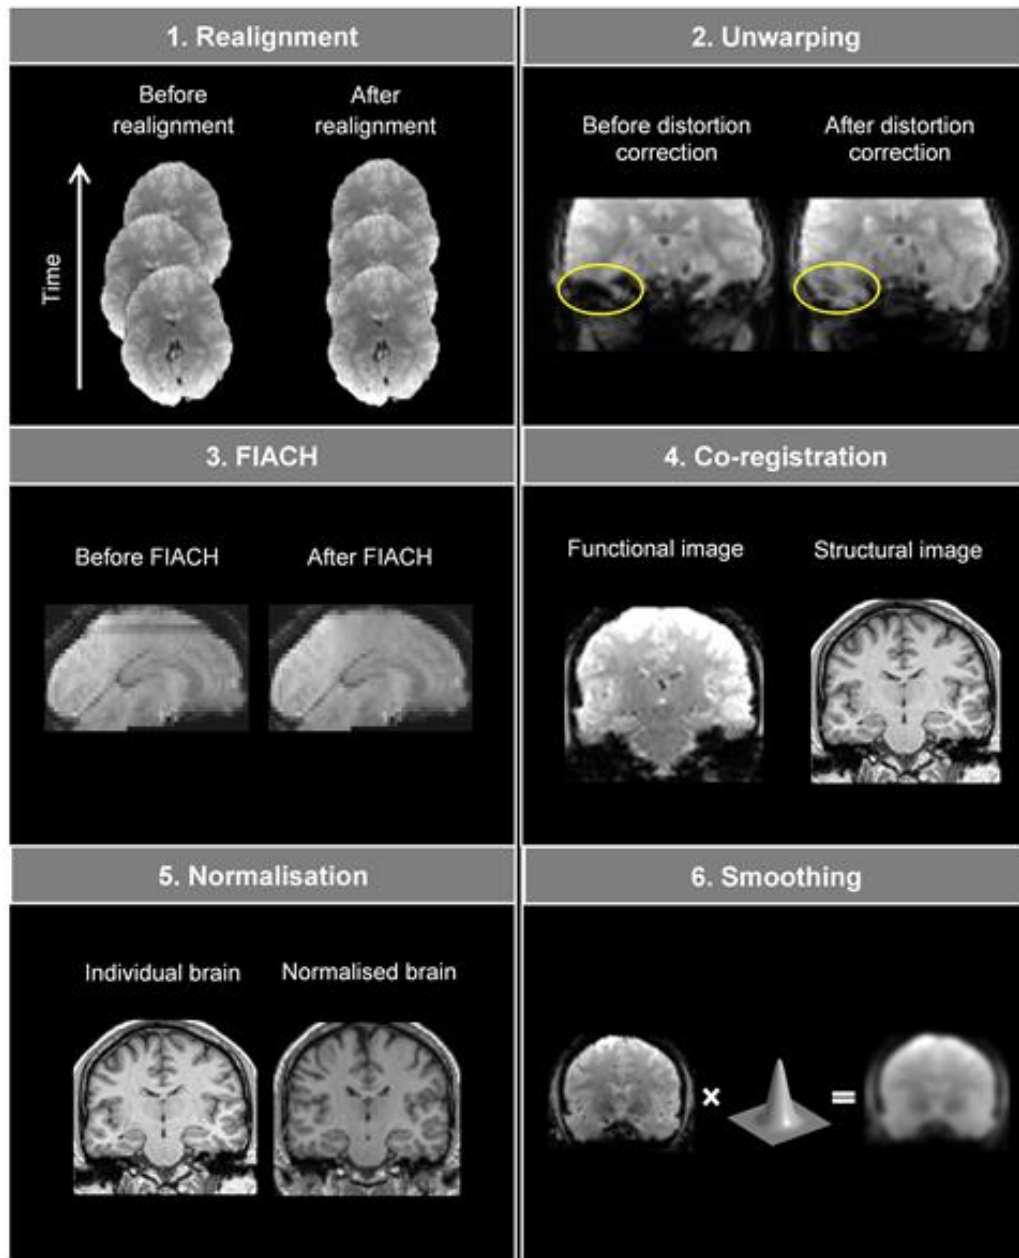 1. Realignment
Before
realignment
After
realignment
Time
2. Unwarping
Before distortion
correction
After distortion
correction
3. FIACH
Before FIACH
After FIACH
4. Co-registration
Functional image
Structural image
5. Normalisation
Individual brain
Normalised brain
6. Smoothing
× =